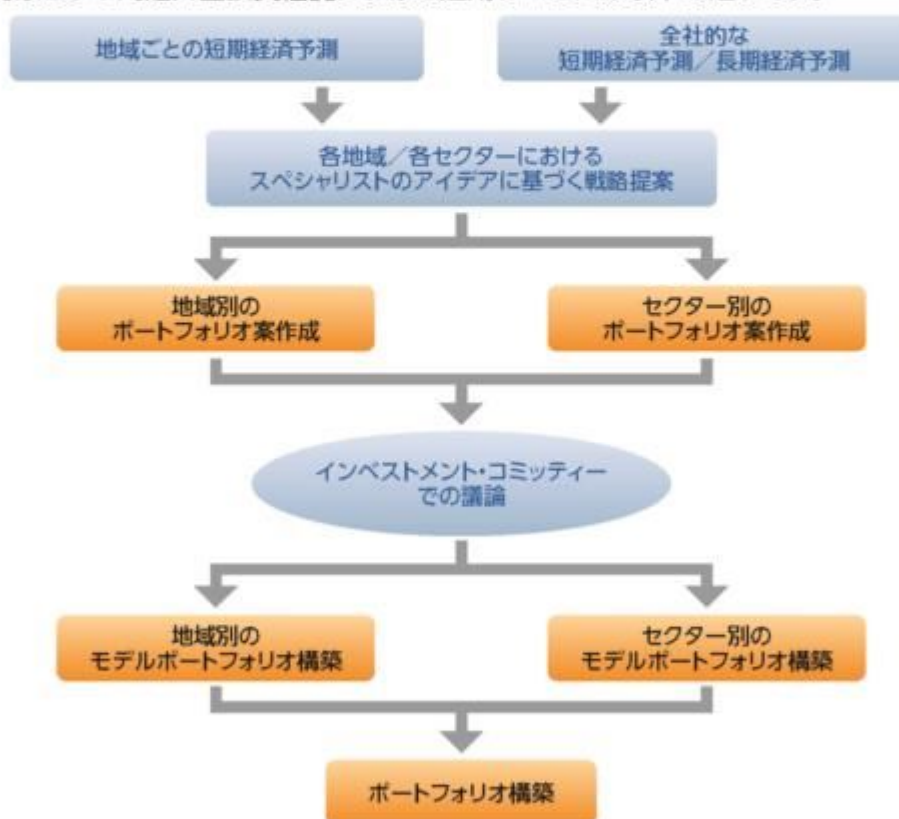 地域ごとの短期経済予測
全社的な
短期経済予測／長期経済予測
各地域／各セクターにおける
スペシャリストのアイデアに基づく戦略提案
地域別の
ポートフォリオ案作成
セクター別の
ポートフォリオ案作成
インベストメント・コミッティー
での議論
地域別の
モデルポートフォリオ構築
セクター別の
モデルポートフォリオ構築
ポートフォリオ構築